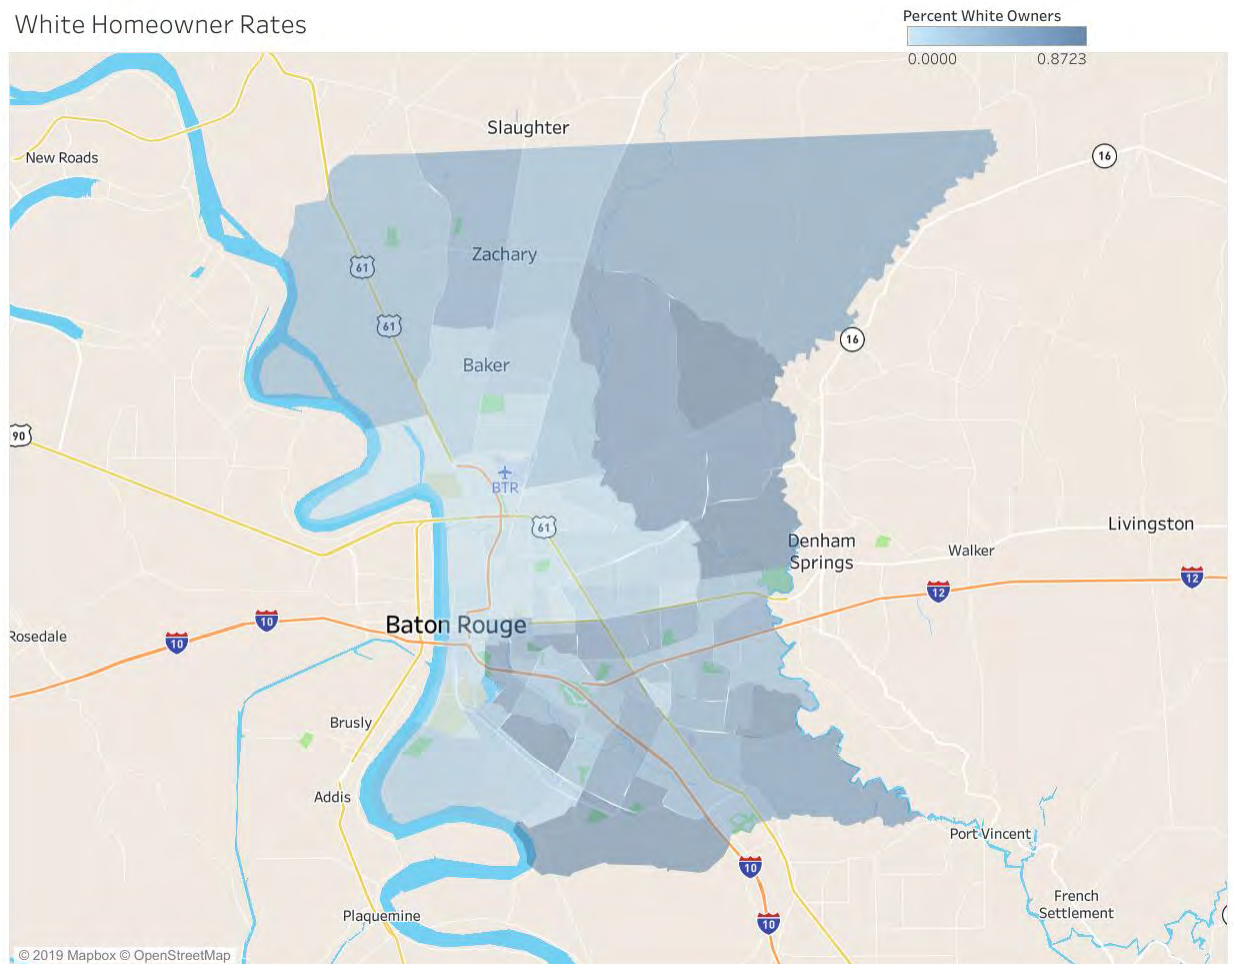 White Homeowner Rates
Percent White Owners
0.0000 0.8723
Slaughter
New Roads
16
Zachary
61
61
16
Baker
90
BTR
61
Livingston
Denham
Springs
Walker
12
12
Baton Rouge
10
10
Rosedale
Brusly
Addis
Port Vincent
10
French
Settlement
Plaquemine
10
© 2019 Mapbox © OpenStreetMap